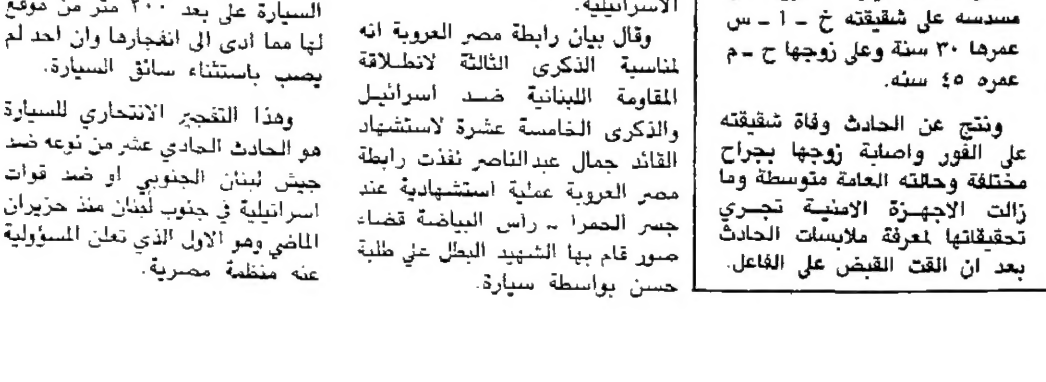 مسدسه على شقيقته خ - ا - س
عمرها ٣٠ سنة وعلى زوجها ح - م
عمره ٤٥ سنه.
ونتج عن الحادث وفاة شقيقته
على الفور واصابة زوجها بجراح
مختلفة وحالته العامة متوسطة وما
زالت الاجهزة الامنية تجري
تحقيقاتها لمعرفة ملابسات الحادث
بعد ان القت القبض على الفاعل.
الاسرائيلية.
وقال بيان رابطة مصر العروبة انه
لمناسبة الذكرى الثالثة لانطلاقة
المقاومة اللبنانية ضد اسرائيل
والذكرى الخامسة عشرة لاستشهاد
القائد جمال عبدالناصر نفذت رابطة
مصر العروبة عملية استشهادية عند
جسر الحمرا - راس البياضة قضاء
صور قام بها الشهيد البطل علي طلبة
حسن بواسطة سيارة.
السيارة على بعد ٣٠٠ متر من موقع
لها مما أدى الى انفجارها وان احد لم
يصب باستثناء سائق السيارة.
وهذا التفجير الانتحاري للسيارة
هو الحادث الحادي عشر من نوعه ضد
جيش لبنان الجنوبي او ضد قوات
اسرائيلية في جنوب لبنان منذ حزيران
الماضي وهو الاول الذي تعلن المسؤولية
عنه منظمة مصرية.